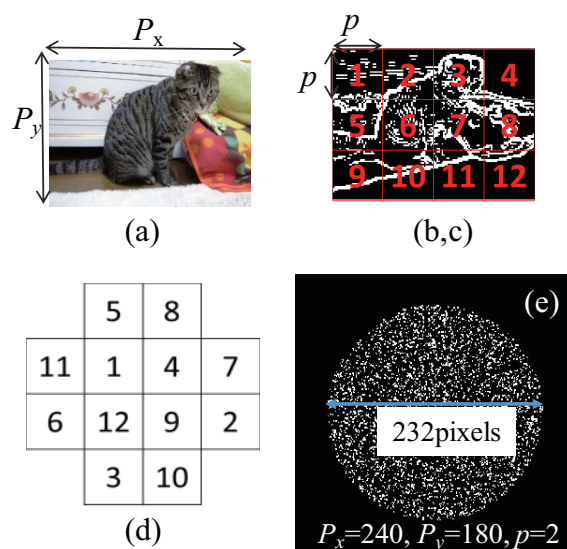 Px
Py
(a)
p
p
1 2 3 4
5 6 7 8
9 10 11 12
(b,c)
5 8
11 1 4 7
6 12 9 2
3 10
(d)
(e)
232pixels
Px=240, Py=180, p=2